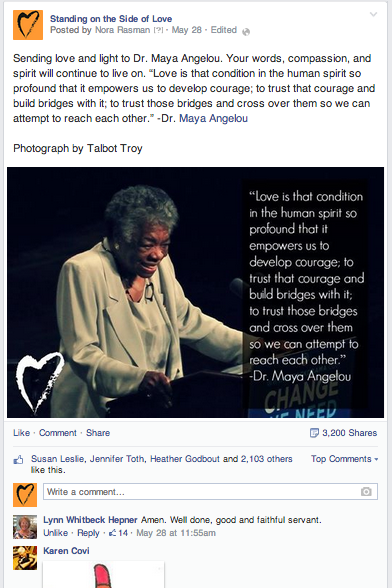 Standing on the Side of Love
Posted by Nora Rasman [?] · May 28 · Edited
Sending love and light to Dr. Maya Angelou. Your words, compassion, and
spirit will continue to live on. “Love is that condition in the human spirit so
profound that it empowers us to develop courage; to trust that courage and
build bridges with it; to trust those bridges and cross over them so we can
attempt to reach each other.” -Dr. Maya Angelou
Photograph by Talbot Troy
“Love is that condition
in the human spirit so
profound that it
empowers us to
develop courage; to
trust that courage and
build bridges with it;
to trust those bridges
and cross over them
so we can attempt to
reach each other.”
-Dr. Maya Angelou
CHANGE
WE NEED
Like · Comment · Share
3,200 Shares
Susan Leslie, Jennifer Toth, Heather Godbout and 2,103 others
like this.
Top Comments
Write a comment...
Lynn Whitbeck Hepner Amen. Well done, good and faithful servant.
Unlike · Reply · 14 · May 28 at 11:55am
Karen Covi